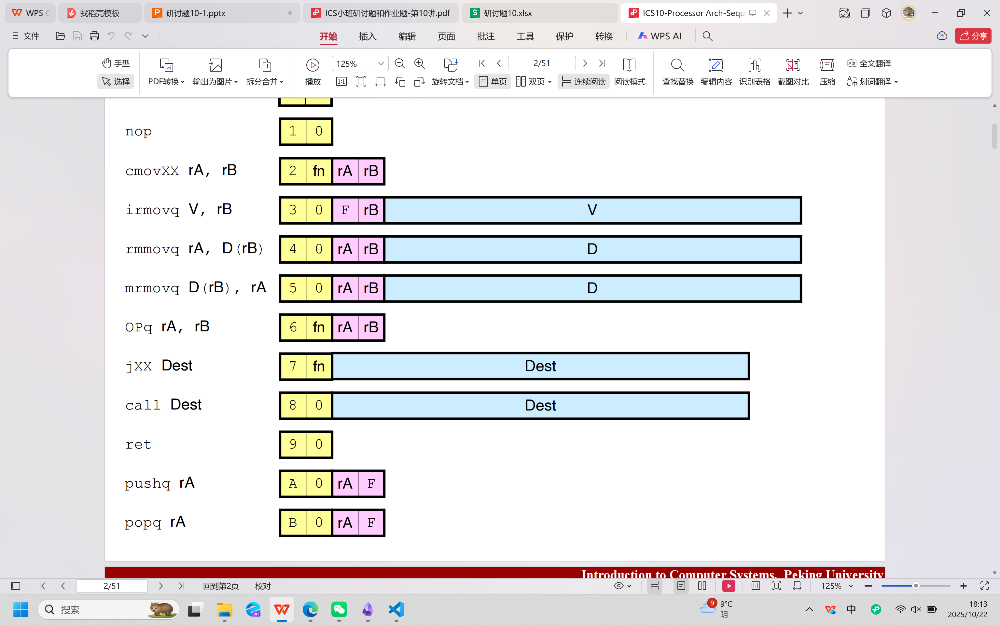 WPS
找稻壳模板
研讨题10-1.pptx
ICS小班研讨题和作业题-第10讲.pdf
研讨题10.xlsx
ICS10-Processor Arch-Sequ
文件
开始 插入 编辑 页面 批注 工具 保护 转换 WPS AI
分享
手型
选择
PDF转换
输出为图片
拆分合并
播放
125%
1:1
旋转文档
2/51
单页
双页
连续阅读
阅读模式
查找替换
编辑内容
识别表格
截图对比
压缩
全文翻译
划词翻译
nop 1 0
cmovXX rA, rB 2 fn rA rB
irmovq V, rB 3 0 F rB V
rmmovq rA, D(rB) 4 0 rA rB D
mrmovq D(rB), rA 5 0 rA rB D
OPq rA, rB 6 fn rA rB
jXX Dest 7 fn Dest
call Dest 8 0 Dest
ret 9 0
pushq rA A 0 rA F
popq rA B 0 rA F
Introduction to Computer Systems, Peking University
2/51
回到第2页
校对
125%
搜索
9
9°C
阴
中
18:13
2025/10/22